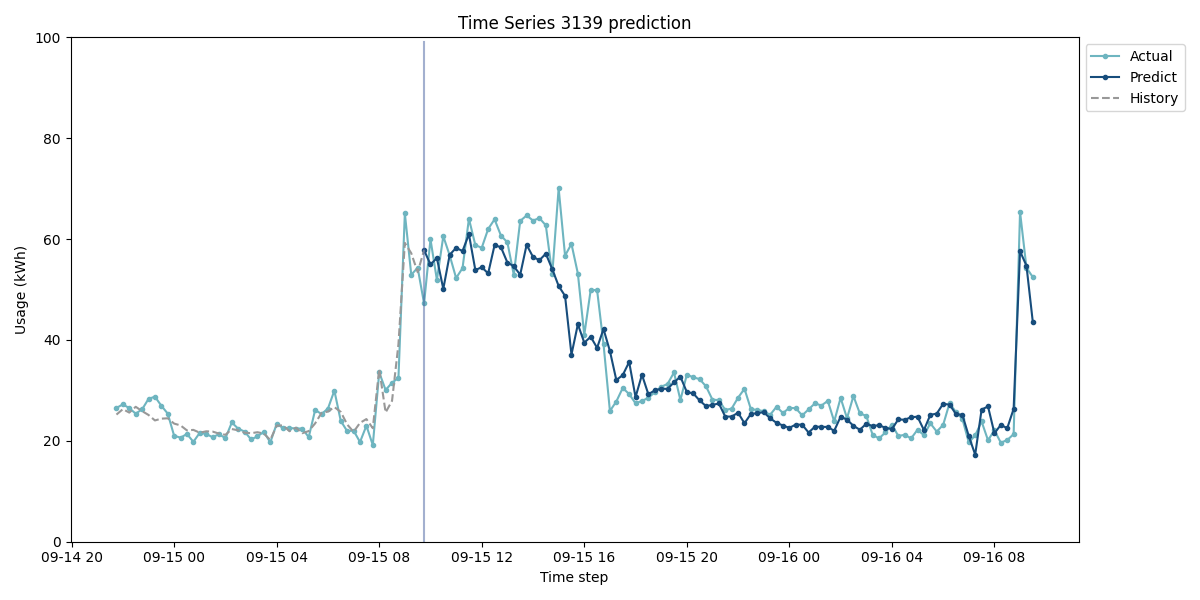 Time Series 3139 prediction
100
80
60
40
20
0
Usage (kWh)
09-14 20
09-15 00
09-15 04
09-15 08
09-15 12
09-15 16
09-15 20
09-16 00
09-16 04
09-16 08
Time step
Actual
Predict
History